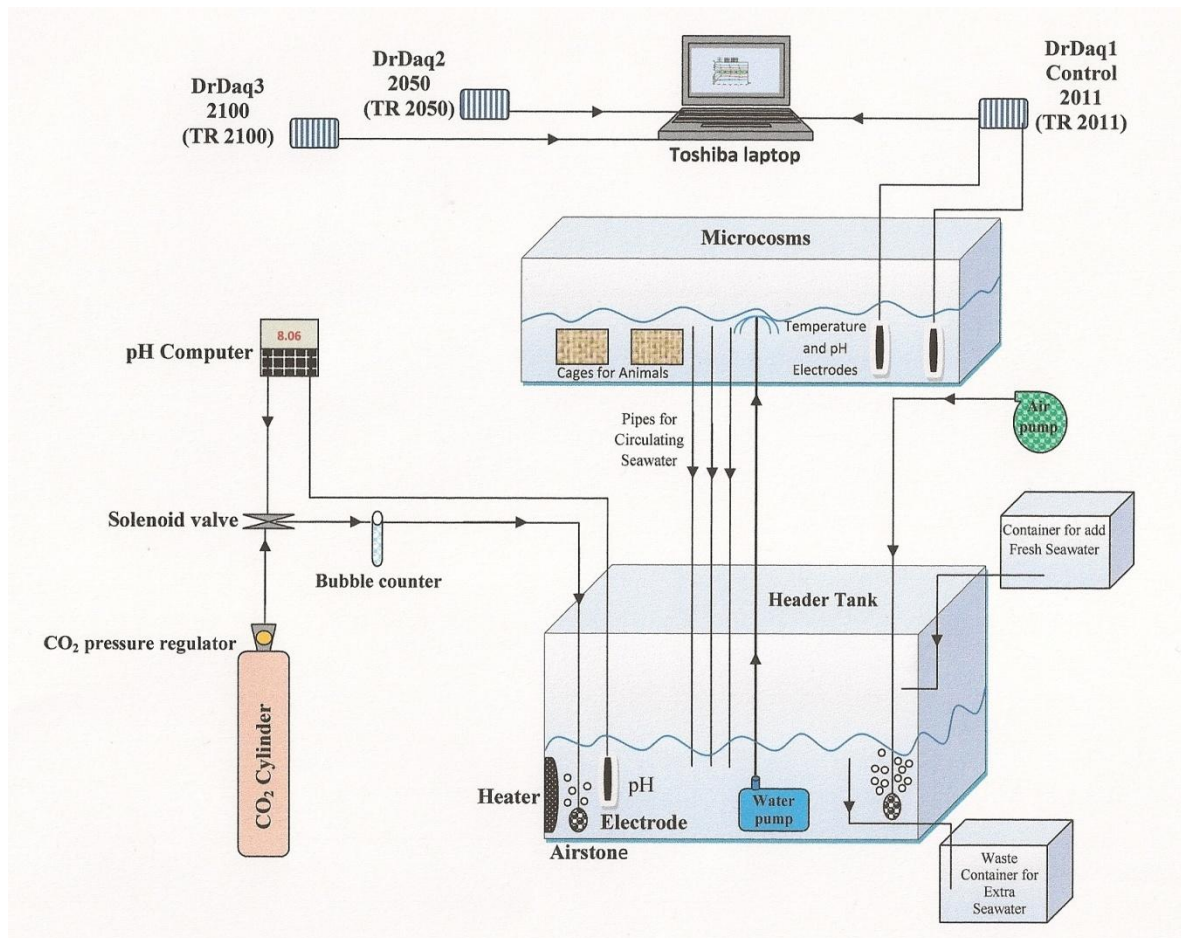 DrDaq3
2100
(TR 2100)
DrDaq2
2050
(TR 2050)
Toshiba laptop
DrDaq1
Control
2011
(TR 2011)
Microcosms
Temperature
and pH
Electrodes
Cages for Animals
8.06
pH Computer
Pipes for
Circulating
Seawater
Air
pump
Solenoid valve
Bubble counter
Container for add
Fresh Seawater
Header Tank
CO₂ pressure regulator
CO₂ Cylinder
Heater
pH
Electrode
Airstone
Water
pump
Waste
Container for
Extra
Seawater